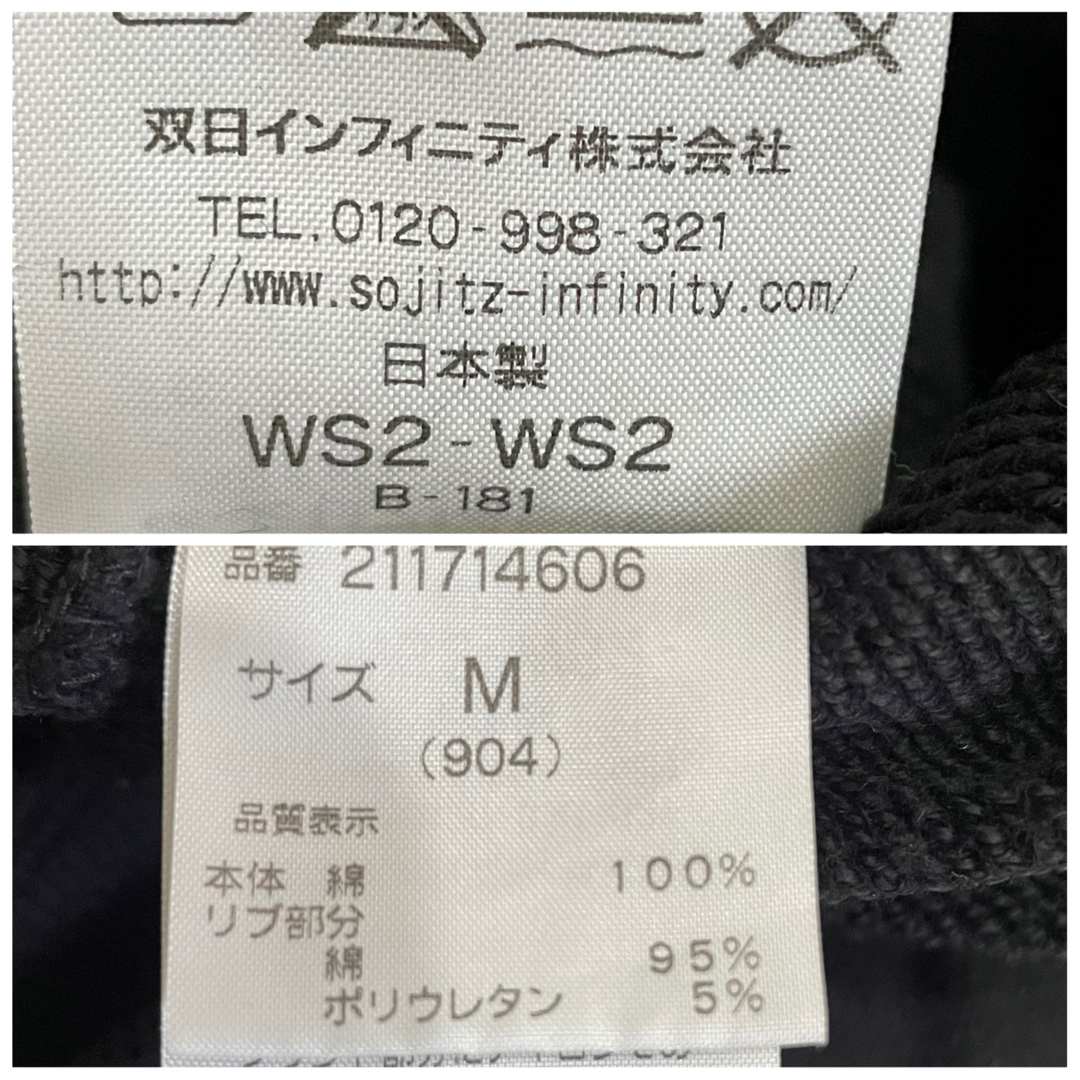 双日インフィニティ株式会社
TEL.0120-998-321
http://www.sojitz-infinity.com/
日本製
WS2-WS2
B-181
品番 211714606
サイズ M
(904)
品質表示
本体 綿 100%
リブ部分
綿 95%
ポリウレタン 5%